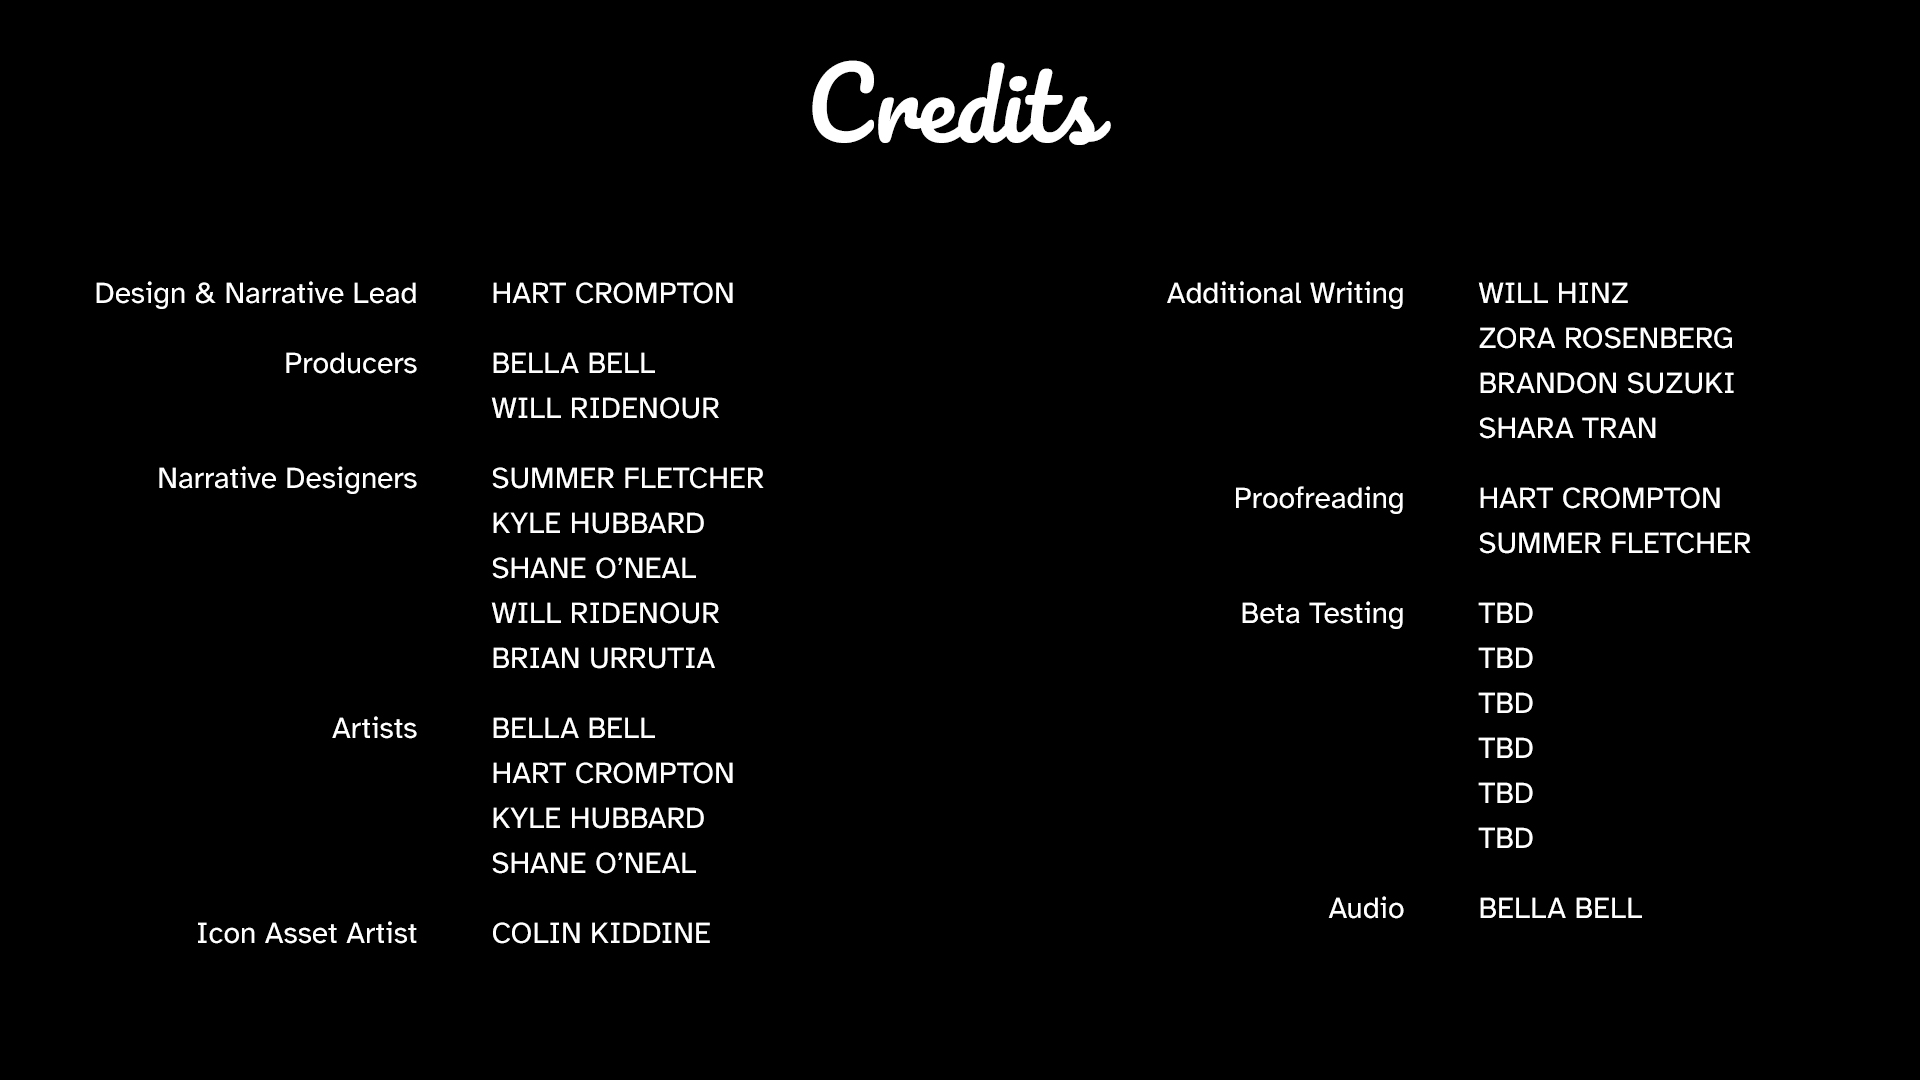 Credits
Design & Narrative Lead HART CROMPTON
Producers BELLA BELL
WILL RIDENOUR
Narrative Designers SUMMER FLETCHER
KYLE HUBBARD
SHANE O’NEAL
WILL RIDENOUR
BRIAN URRUTIA
Artists BELLA BELL
HART CROMPTON
KYLE HUBBARD
SHANE O’NEAL
Icon Asset Artist COLIN KIDDINE
Additional Writing WILL HINZ
ZORA ROSENBERG
BRANDON SUZUKI
SHARA TRAN
Proofreading HART CROMPTON
SUMMER FLETCHER
Beta Testing TBD
TBD
TBD
TBD
TBD
TBD
Audio BELLA BELL